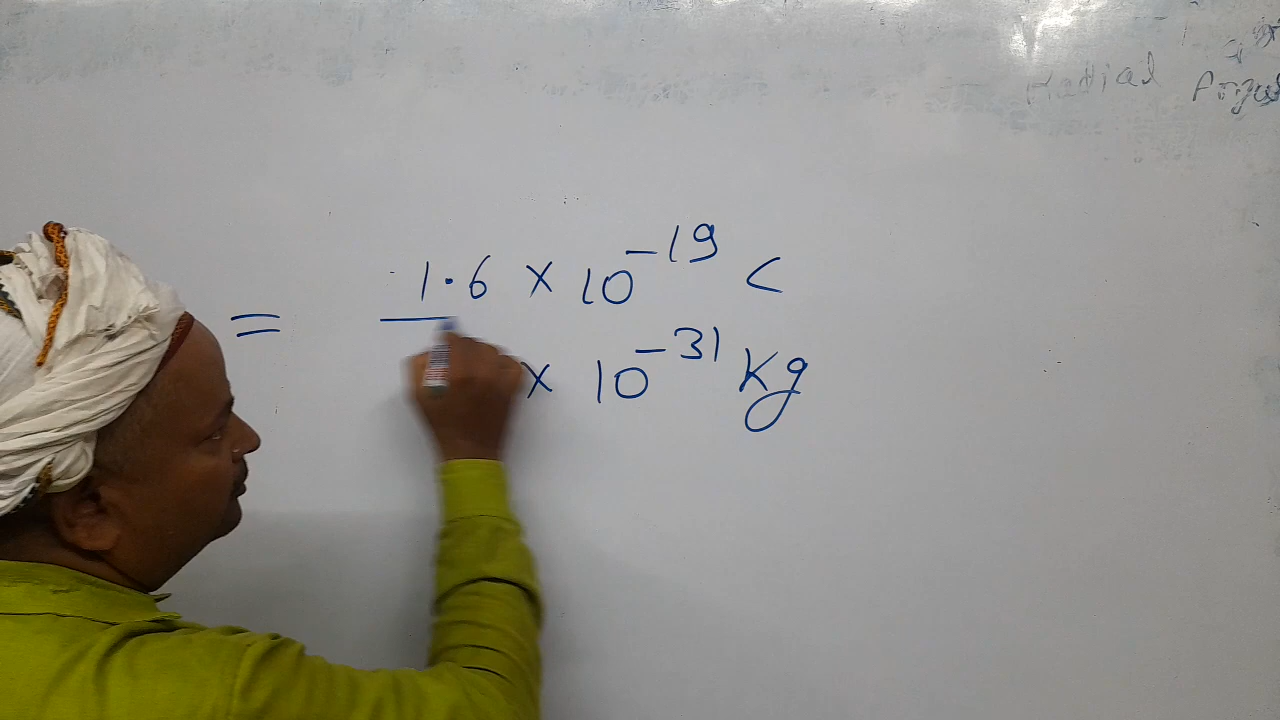 Radial
= 1.6 × 10⁻¹⁹ C
× 10⁻³¹ Kg